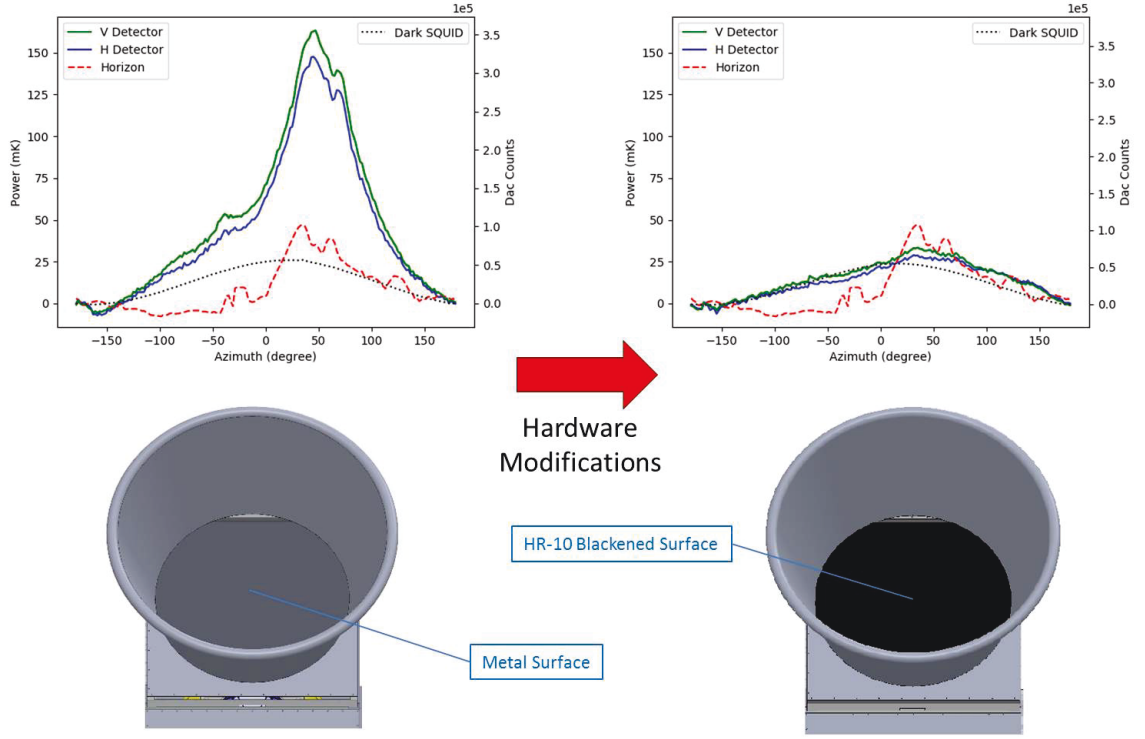 1e5
V Detector
H Detector
Horizon
Dark SQUID
150
125
100
75
50
25
0
Power (mK)
3.5
3.0
2.5
2.0
1.5
1.0
0.5
0.0
Dac Counts
−150 −100 −50 0 50 100 150
Azimuth (degree)
1e5
V Detector
H Detector
Horizon
Dark SQUID
150
125
100
75
50
25
0
Power (mK)
3.5
3.0
2.5
2.0
1.5
1.0
0.5
0.0
Dac Counts
−150 −100 −50 0 50 100 150
Azimuth (degree)
Hardware
Modifications
HR-10 Blackened Surface
Metal Surface